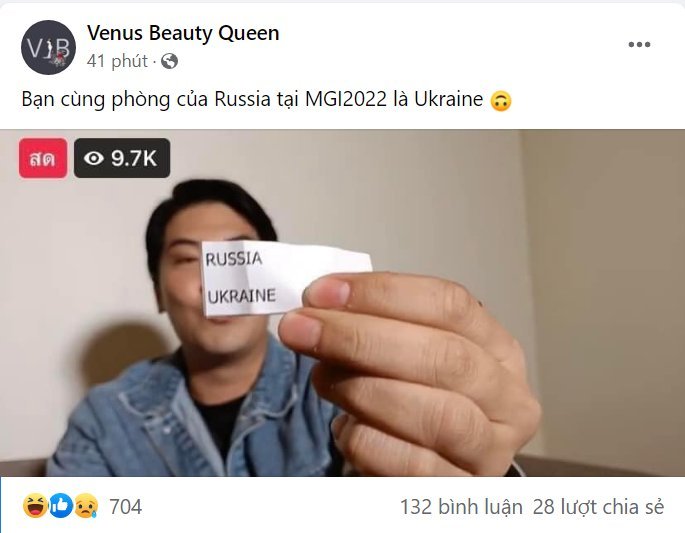 VB
Venus Beauty Queen
41 phút ·
Bạn cùng phòng của Russia tại MGI2022 là Ukraine 🙃
สด 9.7K
RUSSIA
UKRAINE
704 132 bình luận 28 lượt chia sẻ